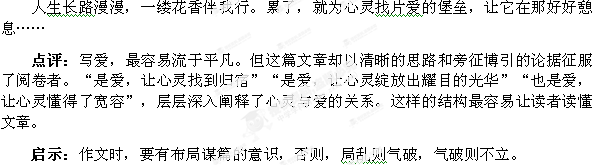 人生长路漫漫，一缕花香伴我行。累了，就为心灵找片爱的堡垒，让它在那好好憩
息……
点评：写爱，最容易流于平凡。但这篇文章却以清晰的思路和旁征博引的论据征服
了阅卷者。“是爱，让心灵找到归宿”“是爱，让心灵绽放出耀目的光华”“也是爱，
让心灵懂得了宽容”，层层深入阐释了心灵与爱的关系。这样的结构最容易让读者读懂
文章。
启示：作文时，要有布局谋篇的意识，否则，局乱则气破，气破则不立。